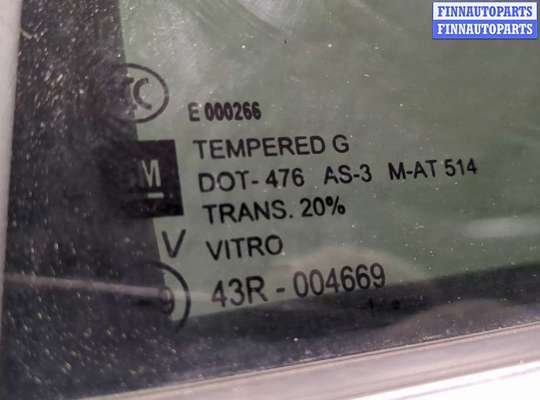 FINNAUTOPARTS
FINNAUTOPARTS
E 000266
TEMPERED G
M DOT-476 AS-3 M-AT 514
TRANS. 20%
V VITRO
43R - 004669